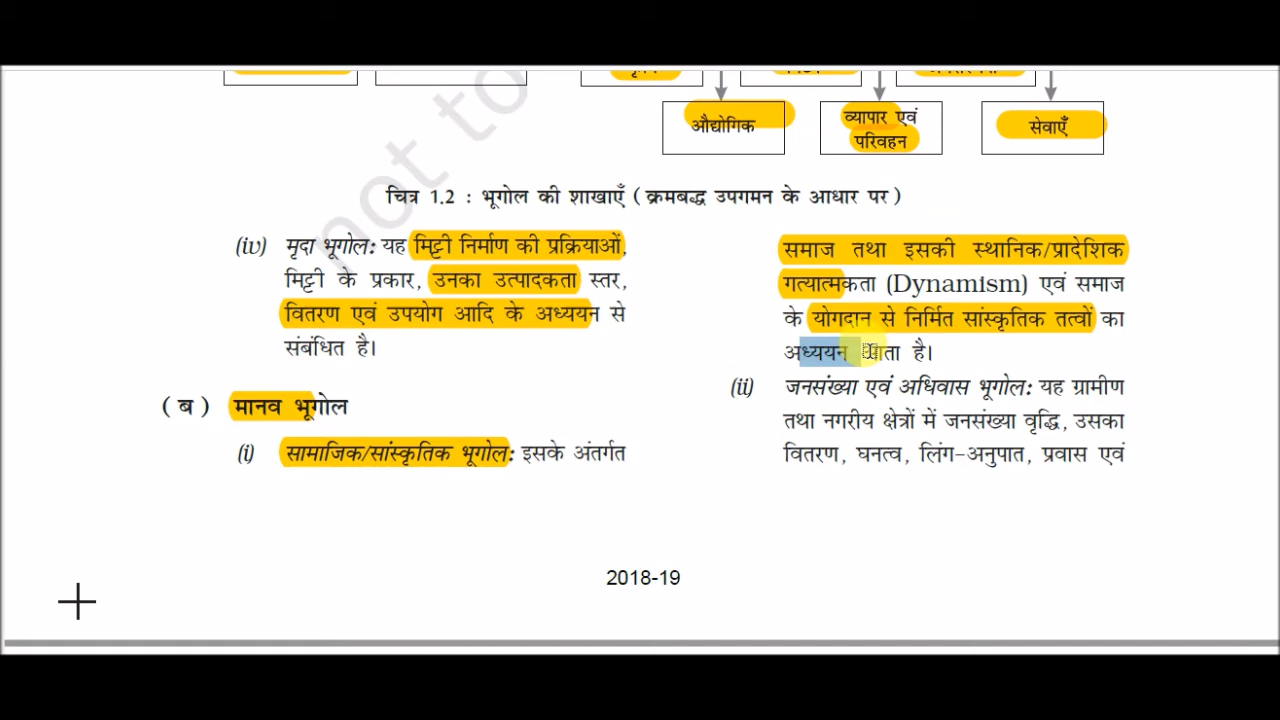 औद्योगिक
व्यापार एवं
परिवहन
सेवाएँ
not to
चित्र 1.2 : भूगोल की शाखाएँ ( क्रमबद्ध उपगमन के आधार पर )
(iv) मृदा भूगोल: यह मिट्टी निर्माण की प्रक्रियाओं,
मिट्टी के प्रकार, उनका उत्पादकता स्तर,
वितरण एवं उपयोग आदि के अध्ययन से
संबंधित है।
( ब ) मानव भूगोल
(i) सामाजिक/सांस्कृतिक भूगोल: इसके अंतर्गत
समाज तथा इसकी स्थानिक/प्रादेशिक
गत्यात्मकता (Dynamism) एवं समाज
के योगदान से निर्मित सांस्कृतिक तत्वों का
अध्ययन आता है।
(ii) जनसंख्या एवं अधिवास भूगोल: यह ग्रामीण
तथा नगरीय क्षेत्रों में जनसंख्या वृद्धि, उसका
वितरण, घनत्व, लिंग-अनुपात, प्रवास एवं
2018-19